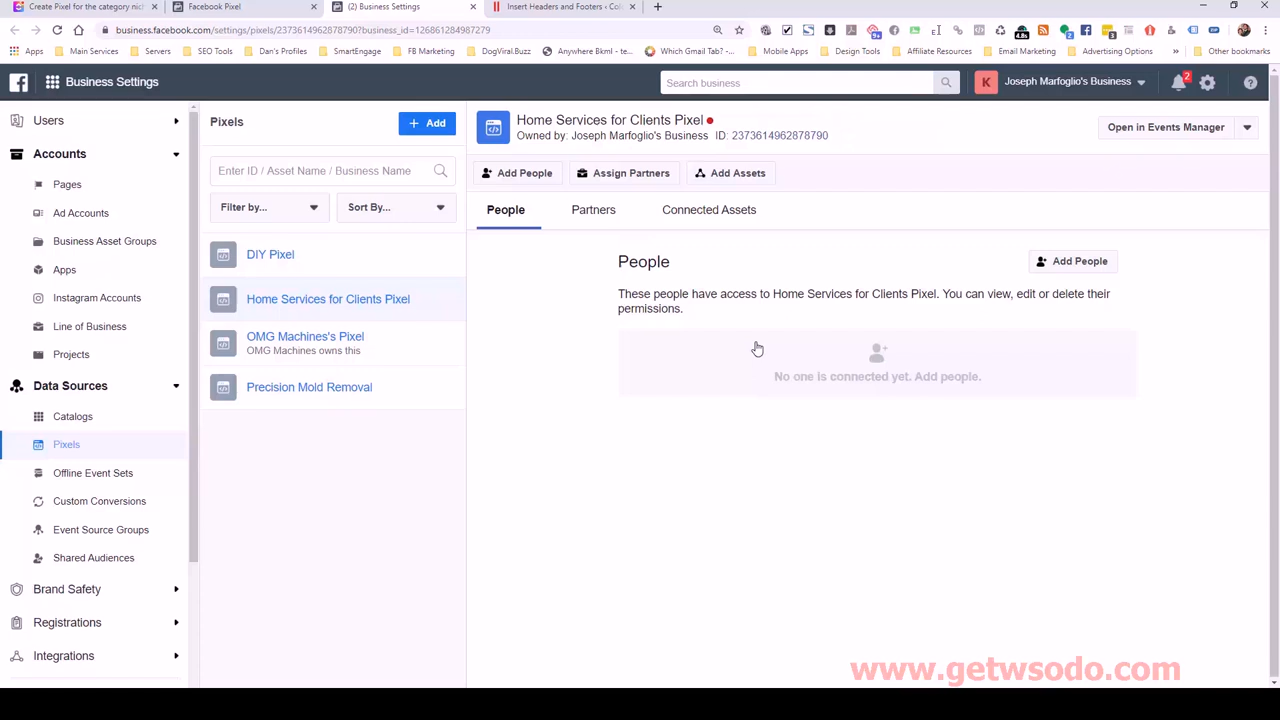 Create Pixel for the category nich
Facebook Pixel
(2) Business Settings
Insert Headers and Footers ‹ Col
business.facebook.com/settings/pixels/2373614962878790?business_id=126861284987279
Apps
Main Services
Servers
SEO Tools
Dan's Profiles
SmartEngage
FB Marketing
DogViral.Buzz
Anywhere Bkml - te...
Which Gmail Tab? -...
Mobile Apps
Design Tools
Affiliate Resources
Email Marketing
Advertising Options
»
Other bookmarks
Business Settings
Search business
K
Joseph Marfoglio's Business
2
Users
Accounts
Pages
Ad Accounts
Business Asset Groups
Apps
Instagram Accounts
Line of Business
Projects
Data Sources
Catalogs
Pixels
Offline Event Sets
Custom Conversions
Event Source Groups
Shared Audiences
Brand Safety
Registrations
Integrations
Pixels
+ Add
Enter ID / Asset Name / Business Name
Filter by...
Sort By...
DIY Pixel
Home Services for Clients Pixel
OMG Machines's Pixel
OMG Machines owns this
Precision Mold Removal
Home Services for Clients Pixel
Owned by: Joseph Marfoglio's Business ID: 2373614962878790
Open in Events Manager
Add People
Assign Partners
Add Assets
People
Partners
Connected Assets
People
Add People
These people have access to Home Services for Clients Pixel. You can view, edit or delete their
permissions.
No one is connected yet. Add people.
www.getwsodo.com